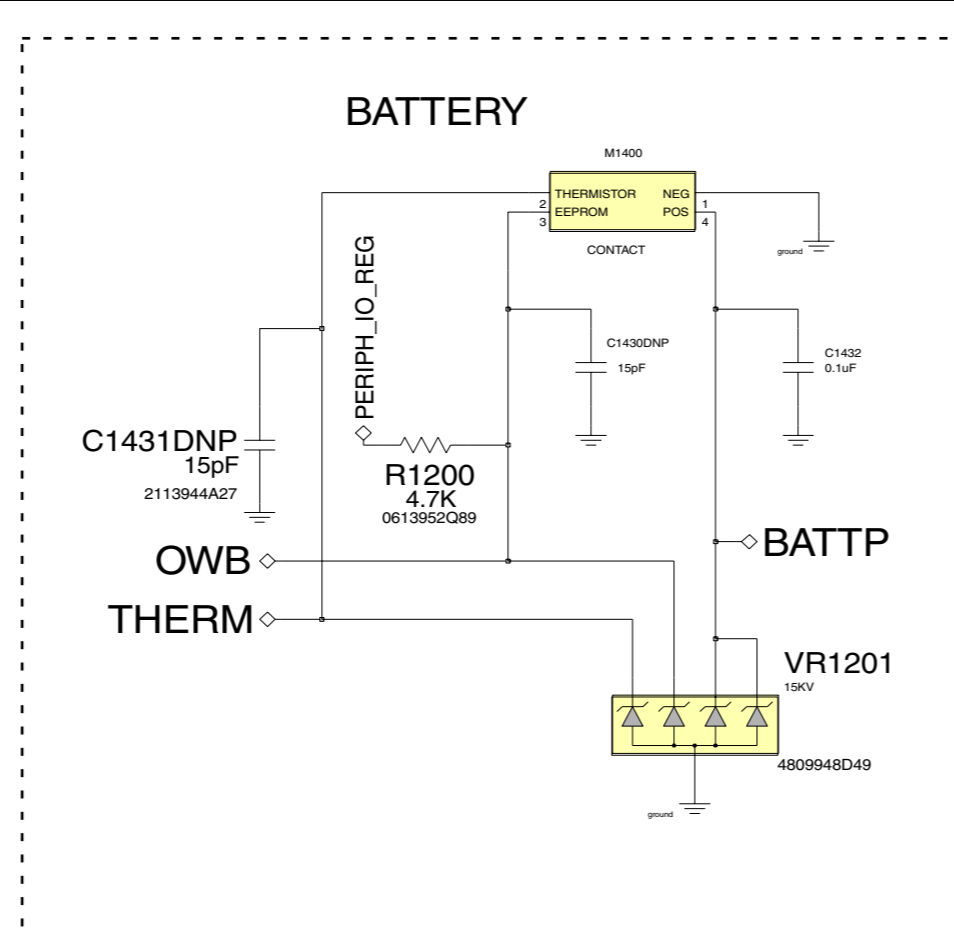 BATTERY
M1400
THERMISTOR NEG
2 1
EEPROM POS
3 4
CONTACT
ground
PERIPH_IO_REG
C1430DNP
15pF
C1432
0.1uF
C1431DNP
15pF
2113944A27
R1200
4.7K
0613952Q89
OWB
BATTP
THERM
VR1201
15KV
4809948D49
ground